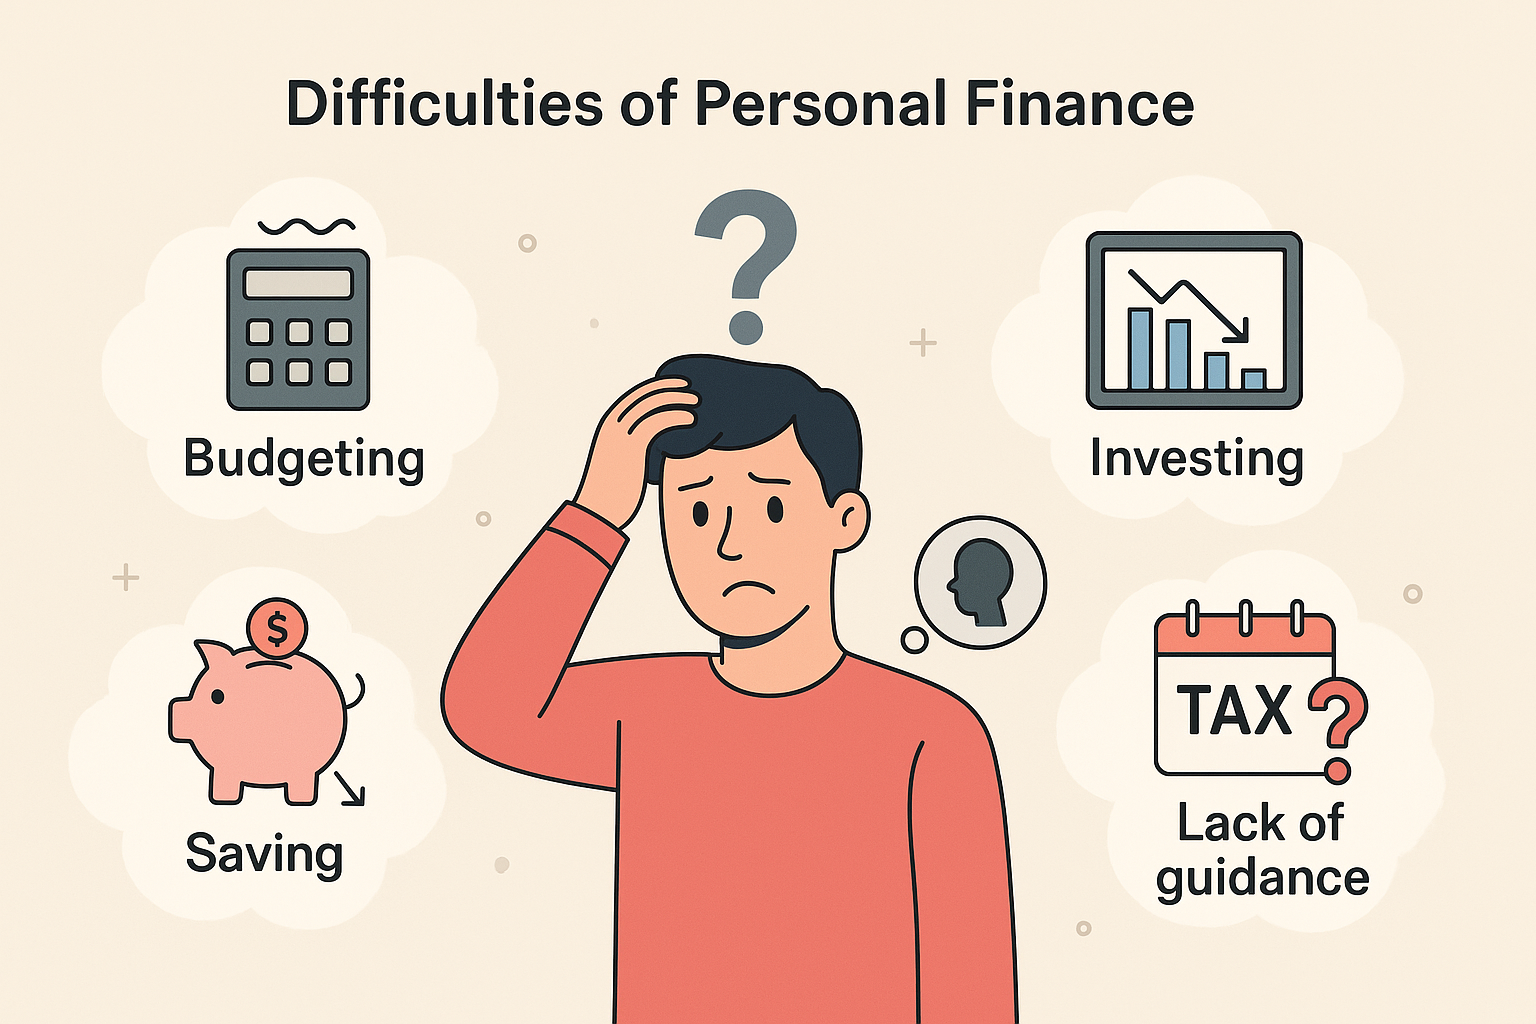 Difficulties of Personal Finance
?
Budgeting
Investing
$
Saving
TAX?
Lack of
guidance